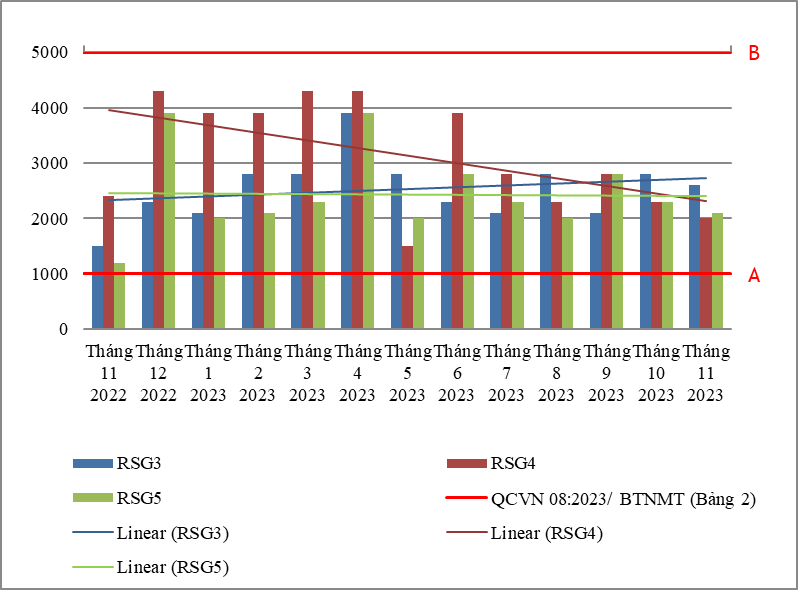 5000
B
4000
3000
2000
1000
A
0
Tháng Tháng Tháng Tháng Tháng Tháng Tháng Tháng Tháng Tháng Tháng Tháng Tháng
11 12 1 2 3 4 5 6 7 8 9 10 11
2022 2022 2023 2023 2023 2023 2023 2023 2023 2023 2023 2023 2023
RSG3
RSG4
RSG5
QCVN 08:2023/ BTNMT (Bảng 2)
Linear (RSG3)
Linear (RSG4)
Linear (RSG5)